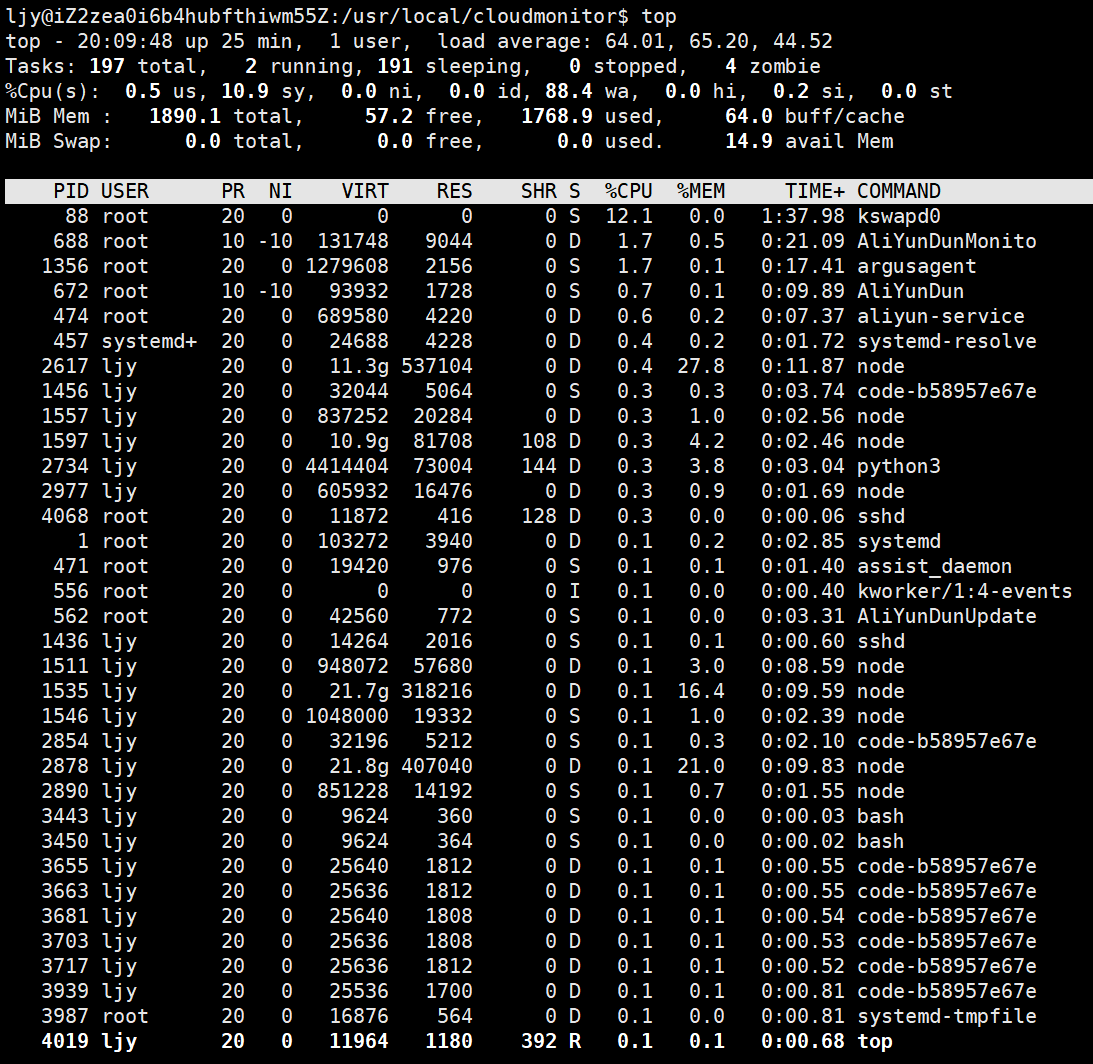 ljy@iZ2zea0i6b4hubfthiwm55Z:/usr/local/cloudmonitor$ top
top - 20:09:48 up 25 min,  1 user,  load average: 64.01, 65.20, 44.52
Tasks: 197 total,   2 running, 191 sleeping,   0 stopped,   4 zombie
%Cpu(s):  0.5 us, 10.9 sy,  0.0 ni,  0.0 id, 88.4 wa,  0.0 hi,  0.2 si,  0.0 st
MiB Mem :   1890.1 total,     57.2 free,   1768.9 used,     64.0 buff/cache
MiB Swap:      0.0 total,      0.0 free,      0.0 used.     14.9 avail Mem
PID USER      PR  NI    VIRT    RES    SHR S  %CPU  %MEM     TIME+ COMMAND
88 root      20   0       0      0      0 S  12.1   0.0   1:37.98 kswapd0
688 root      10 -10  131748   9044      0 D   1.7   0.5   0:21.09 AliYunDunMonito
1356 root      20   0 1279608   2156      0 S   1.7   0.1   0:17.41 argusagent
672 root      10 -10   93932   1728      0 S   0.7   0.1   0:09.89 AliYunDun
474 root      20   0  689580   4220      0 D   0.6   0.2   0:07.37 aliyun-service
457 systemd+  20   0   24688   4228      0 D   0.4   0.2   0:01.72 systemd-resolve
2617 ljy       20   0   11.3g 537104      0 D   0.4  27.8   0:11.87 node
1456 ljy       20   0   32044   5064      0 S   0.3   0.3   0:03.74 code-b58957e67e
1557 ljy       20   0  837252  20284      0 D   0.3   1.0   0:02.56 node
1597 ljy       20   0   10.9g  81708    108 D   0.3   4.2   0:02.46 node
2734 ljy       20   0 4414404  73004    144 D   0.3   3.8   0:03.04 python3
2977 ljy       20   0  605932  16476      0 D   0.3   0.9   0:01.69 node
4068 root      20   0   11872    416    128 D   0.3   0.0   0:00.06 sshd
1 root      20   0  103272   3940      0 D   0.1   0.2   0:02.85 systemd
471 root      20   0   19420    976      0 S   0.1   0.1   0:01.40 assist_daemon
556 root      20   0       0      0      0 I   0.1   0.0   0:00.40 kworker/1:4-events
562 root      20   0   42560    772      0 S   0.1   0.0   0:03.31 AliYunDunUpdate
1436 ljy       20   0   14264   2016      0 S   0.1   0.1   0:00.60 sshd
1511 ljy       20   0  948072  57680      0 D   0.1   3.0   0:08.59 node
1535 ljy       20   0   21.7g 318216      0 D   0.1  16.4   0:09.59 node
1546 ljy       20   0 1048000  19332      0 S   0.1   1.0   0:02.39 node
2854 ljy       20   0   32196   5212      0 S   0.1   0.3   0:02.10 code-b58957e67e
2878 ljy       20   0   21.8g 407040      0 D   0.1  21.0   0:09.83 node
2890 ljy       20   0  851228  14192      0 S   0.1   0.7   0:01.55 node
3443 ljy       20   0    9624    360      0 S   0.1   0.0   0:00.03 bash
3450 ljy       20   0    9624    364      0 S   0.1   0.0   0:00.02 bash
3655 ljy       20   0   25640   1812      0 D   0.1   0.1   0:00.55 code-b58957e67e
3663 ljy       20   0   25636   1812      0 D   0.1   0.1   0:00.55 code-b58957e67e
3681 ljy       20   0   25640   1808      0 D   0.1   0.1   0:00.54 code-b58957e67e
3703 ljy       20   0   25636   1808      0 D   0.1   0.1   0:00.53 code-b58957e67e
3717 ljy       20   0   25636   1812      0 D   0.1   0.1   0:00.52 code-b58957e67e
3939 ljy       20   0   25536   1700      0 D   0.1   0.1   0:00.81 code-b58957e67e
3987 root      20   0   16876    564      0 D   0.1   0.0   0:00.81 systemd-tmpfile
4019 ljy       20   0   11964   1180    392 R   0.1   0.1   0:00.68 top